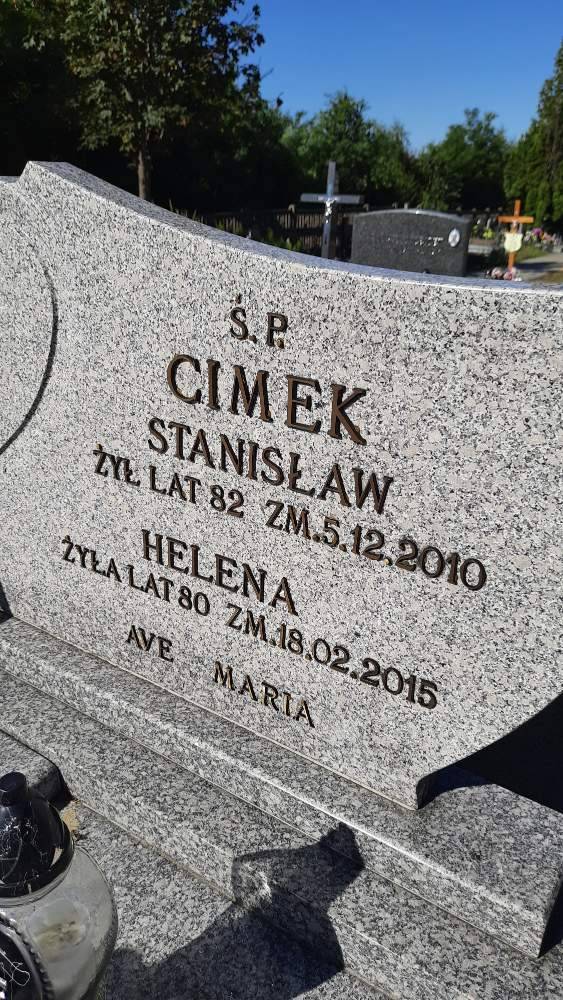 Ś.P.
CIMEK
STANISŁAW
ŻYŁ LAT 82 ZM.5.12.2010
HELENA
ŻYŁA LAT 80 ZM.18.02.2015
AVE MARIA